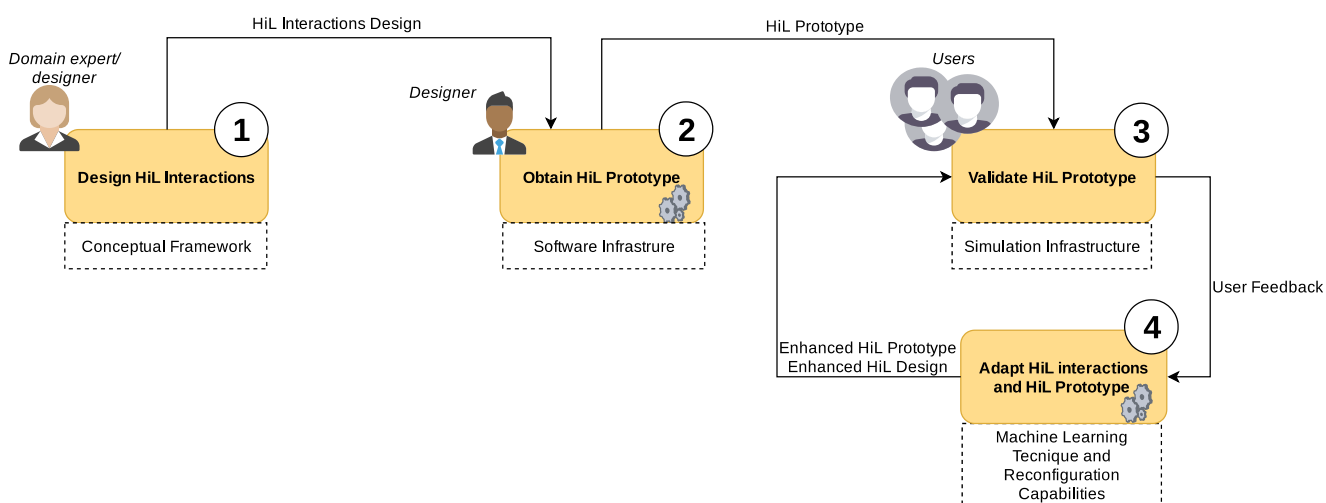 HiL Interactions Design
HiL Prototype
Domain expert/
designer
Designer
Users
1
2
3
Design HiL Interactions
Obtain HiL Prototype
Validate HiL Prototype
Conceptual Framework
Software Infrastrure
Simulation Infrastructure
User Feedback
4
Enhanced HiL Prototype
Enhanced HiL Design
Adapt HiL interactions
and HiL Prototype
Machine Learning
Tecnique and
Reconfiguration
Capabilities